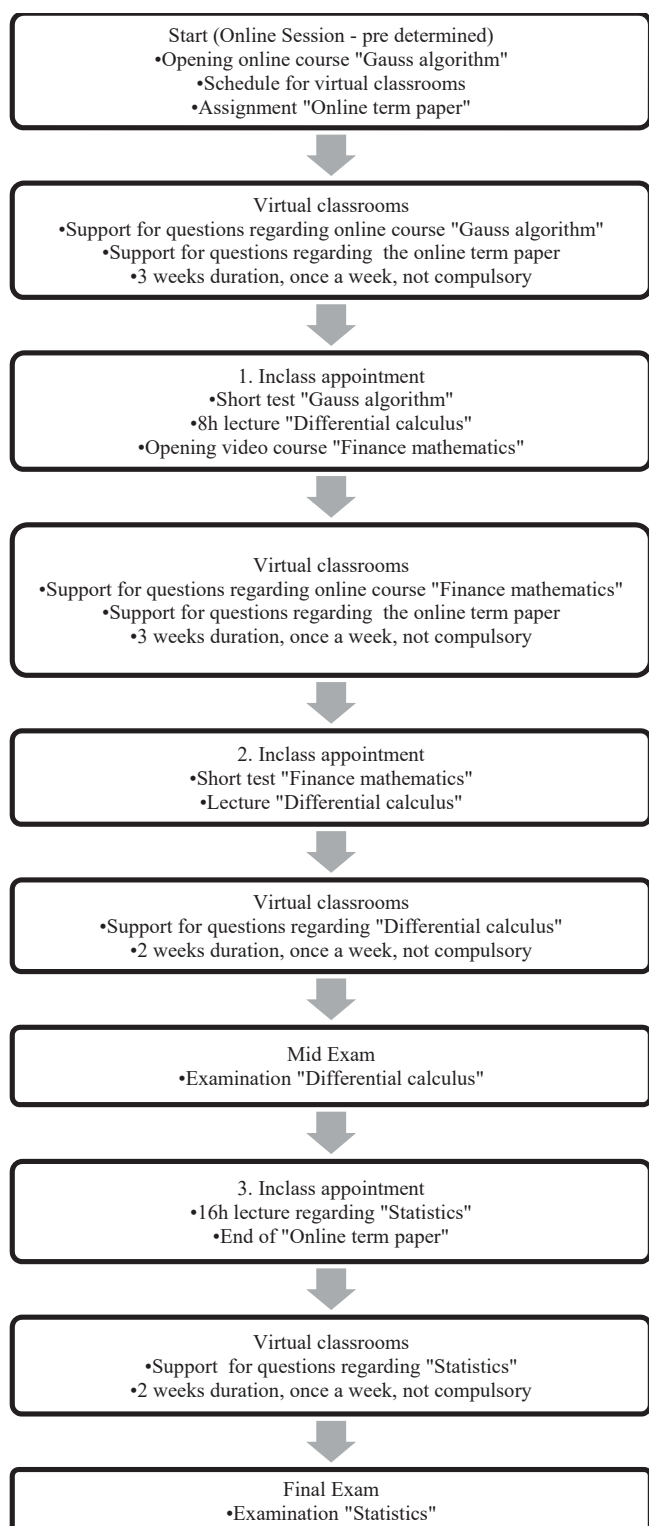 Start (Online Session - pre determined)
•Opening online course "Gauss algorithm"
•Schedule for virtual classrooms
•Assignment "Online term paper"
Virtual classrooms
•Support for questions regarding online course "Gauss algorithm"
•Support for questions regarding  the online term paper
•3 weeks duration, once a week, not compulsory
1. Inclass appointment
•Short test "Gauss algorithm"
•8h lecture "Differential calculus"
•Opening video course "Finance mathematics"
Virtual classrooms
•Support for questions regarding online course "Finance mathematics"
•Support for questions regarding  the online term paper
•3 weeks duration, once a week, not compulsory
2. Inclass appointment
•Short test "Finance mathematics"
•Lecture "Differential calculus"
Virtual classrooms
•Support for questions regarding "Differential calculus"
•2 weeks duration, once a week, not compulsory
Mid Exam
•Examination "Differential calculus"
3. Inclass appointment
•16h lecture regarding "Statistics"
•End of "Online term paper"
Virtual classrooms
•Support  for questions regarding "Statistics"
•2 weeks duration, once a week, not compulsory
Final Exam
•Examination "Statistics"